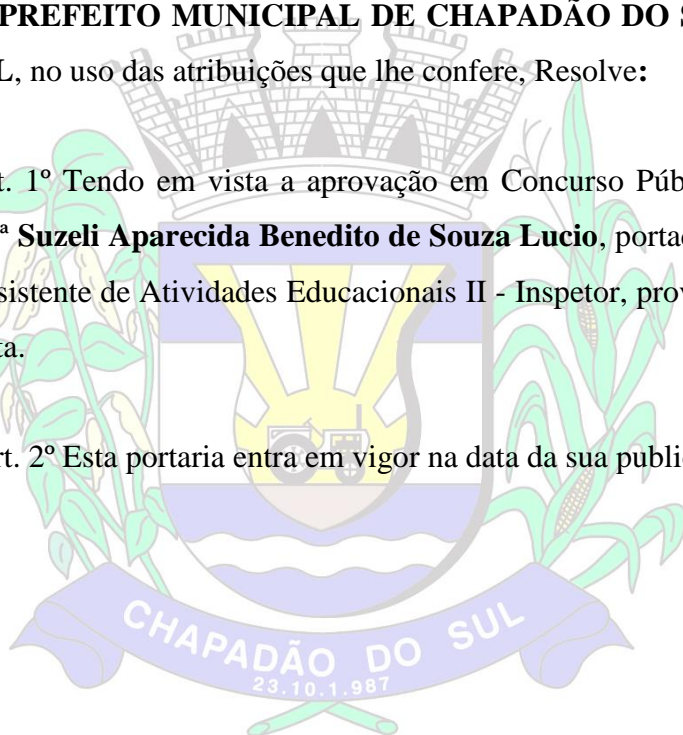 PREFEITO MUNICIPAL DE CHAPADÃO DO S
L, no uso das atribuições que lhe confere, Resolve:
t. 1º Tendo em vista a aprovação em Concurso Púb
ª Suzeli Aparecida Benedito de Souza Lucio, porta
sistente de Atividades Educacionais II - Inspetor, prov
ta.
rt. 2º Esta portaria entra em vigor na data da sua publi
CHAPADÃO DO SUL
23.10.1.987